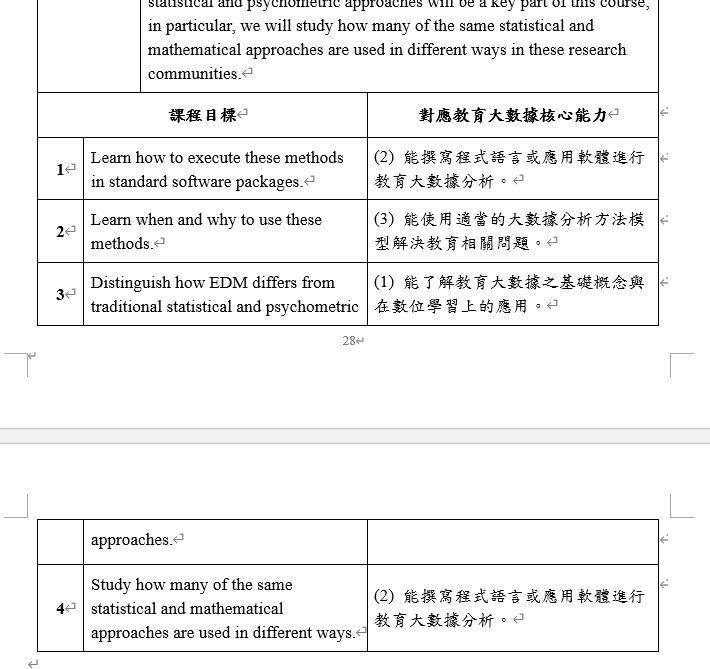 statistical and psychometric approaches will be a key part of this course,
in particular, we will study how many of the same statistical and
mathematical approaches are used in different ways in these research
communities.
課程目標
對應教育大數據核心能力
1
Learn how to execute these methods
in standard software packages.
(2) 能撰寫程式語言或應用軟體進行
教育大數據分析。
2
Learn when and why to use these
methods.
(3) 能使用適當的大數據分析方法模
型解決教育相關問題。
3
Distinguish how EDM differs from
traditional statistical and psychometric
(1) 能了解教育大數據之基礎概念與
在數位學習上的應用。
28
approaches.
4
Study how many of the same
statistical and mathematical
approaches are used in different ways.
(2) 能撰寫程式語言或應用軟體進行
教育大數據分析。